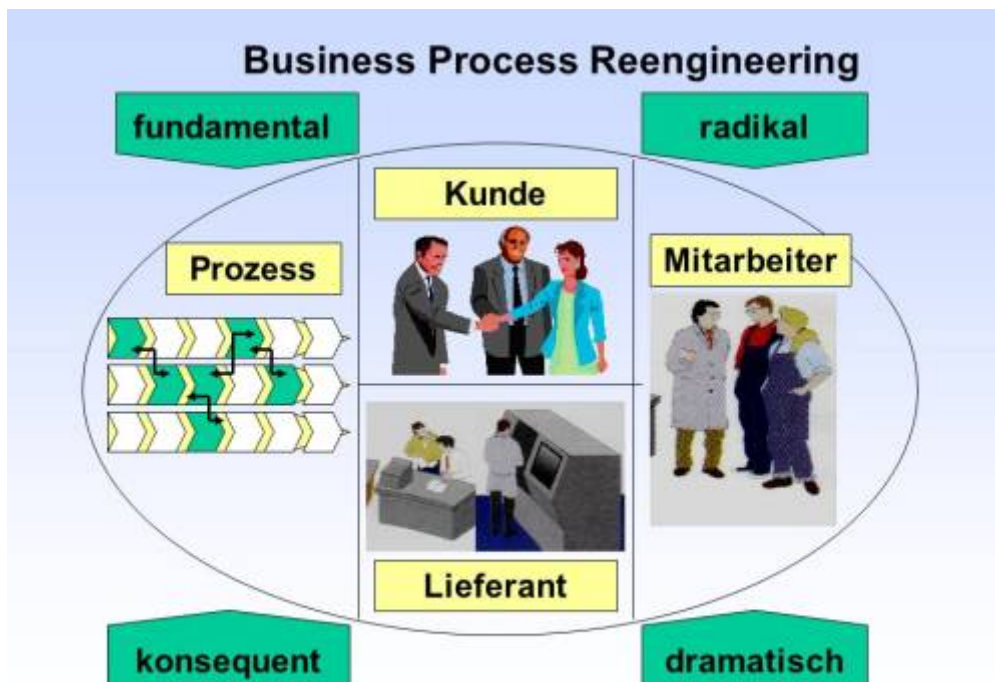 Business Process Reengineering
fundamental
radikal
Kunde
Prozess
Mitarbeiter
Lieferant
konsequent
dramatisch